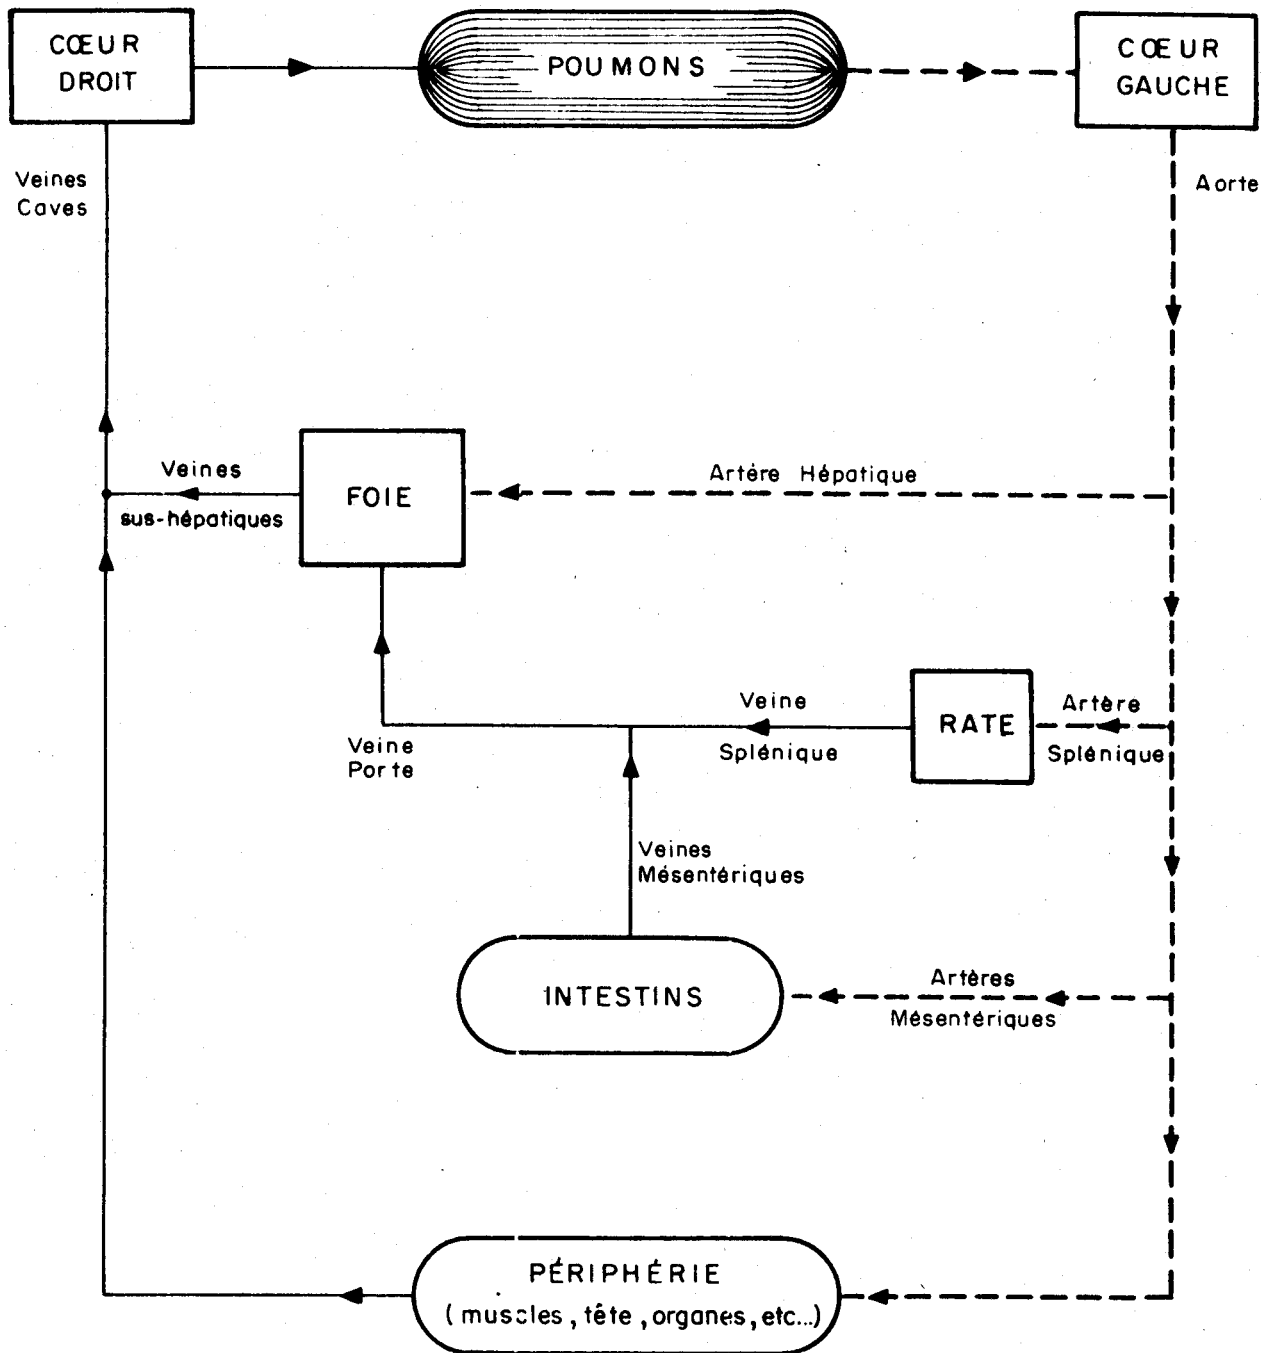 CŒUR
DROIT
POUMONS
CŒUR
GAUCHE
Veines
Caves
Aorte
Veines
sus-hépatiques
FOIE
Artère Hépatique
Veine
Porte
Veine
Splénique
RATE
Artère
Splénique
Veines
Mésentériques
INTESTINS
Artères
Mésentériques
PÉRIPHÉRIE
(muscles, tête, organes, etc...)